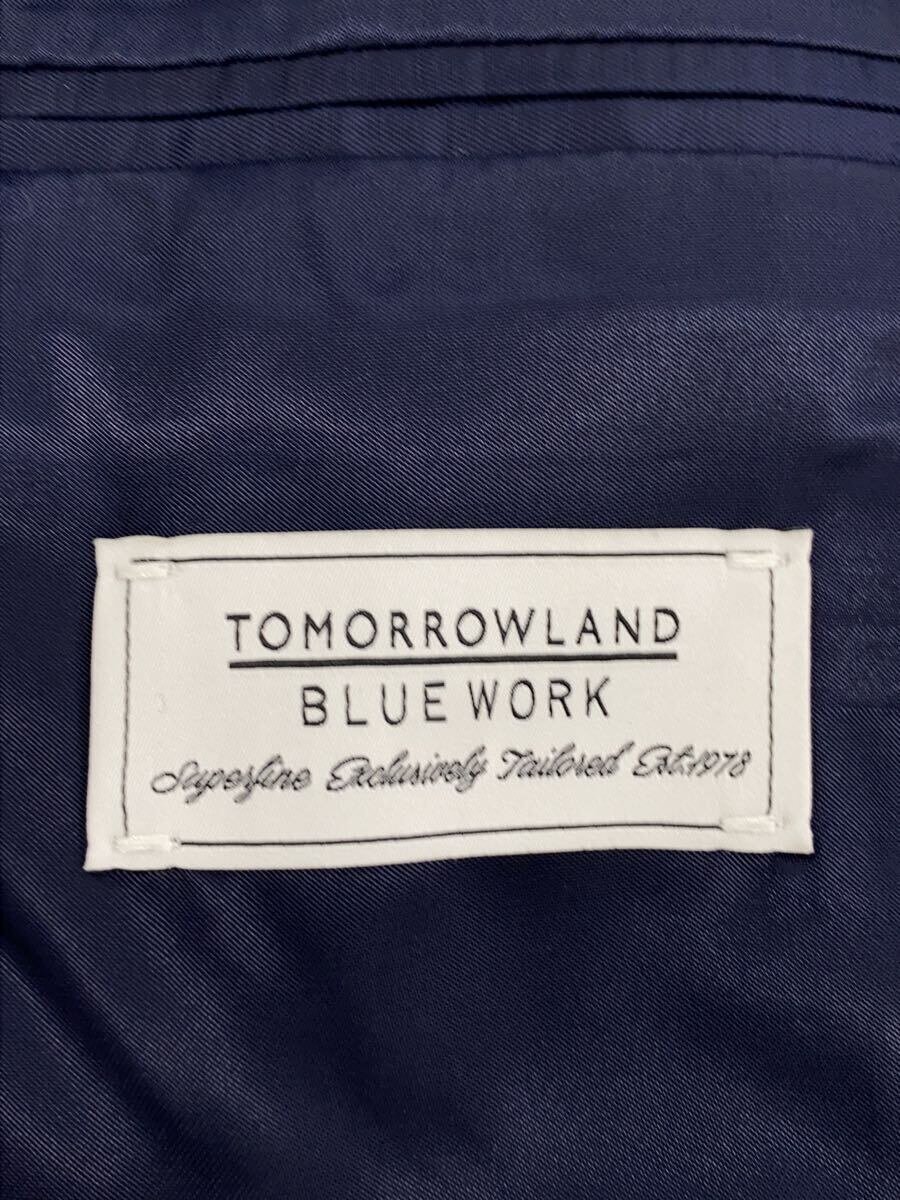 TOMORROWLAND
BLUE WORK
Superfine Exclusively Tailored Est.1978